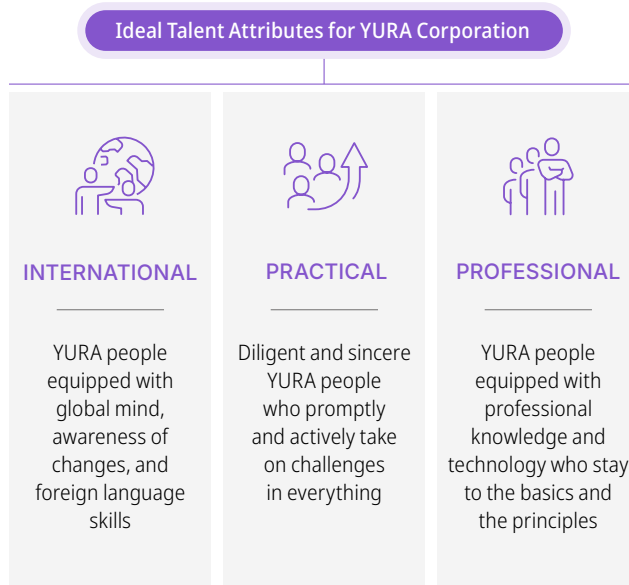 Ideal Talent Attributes for YURA Corporation
INTERNATIONAL
YURA people
equipped with
global mind,
awareness of
changes, and
foreign language
skills
PRACTICAL
Diligent and sincere
YURA people
who promptly
and actively take
on challenges
in everything
PROFESSIONAL
YURA people
equipped with
professional
knowledge and
technology who stay
to the basics and
the principles